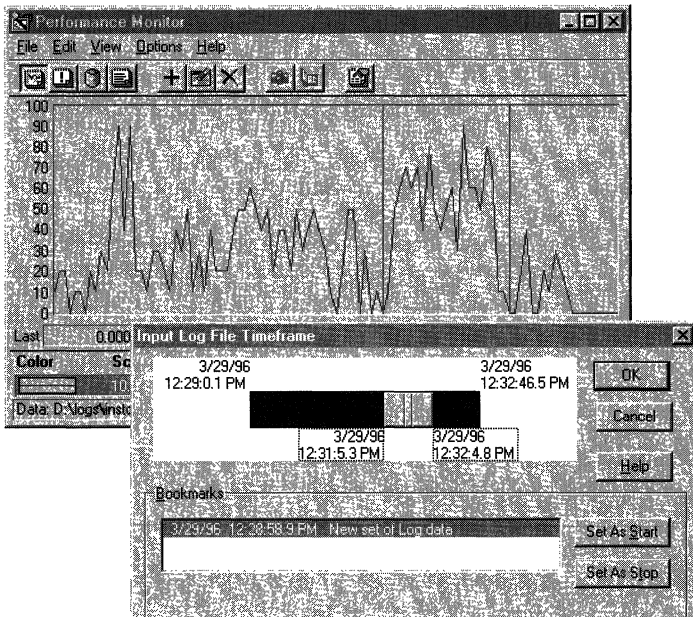 Performance Monitor
File Edit View Options Help
100
90
80
70
60
50
40
30
20
10
0
Last 0.000
Color
Data: D:\logs\
Input Log File Timeframe
3/29/96
12:29:0.1 PM
3/29/96
12:32:46.5 PM
3/29/96
12:31:5.3 PM
3/29/96
12:32:4.8 PM
OK
Cancel
Help
Bookmarks
3/29/96 12:28:58.9 PM New set of Log data
Set As Start
Set As Stop